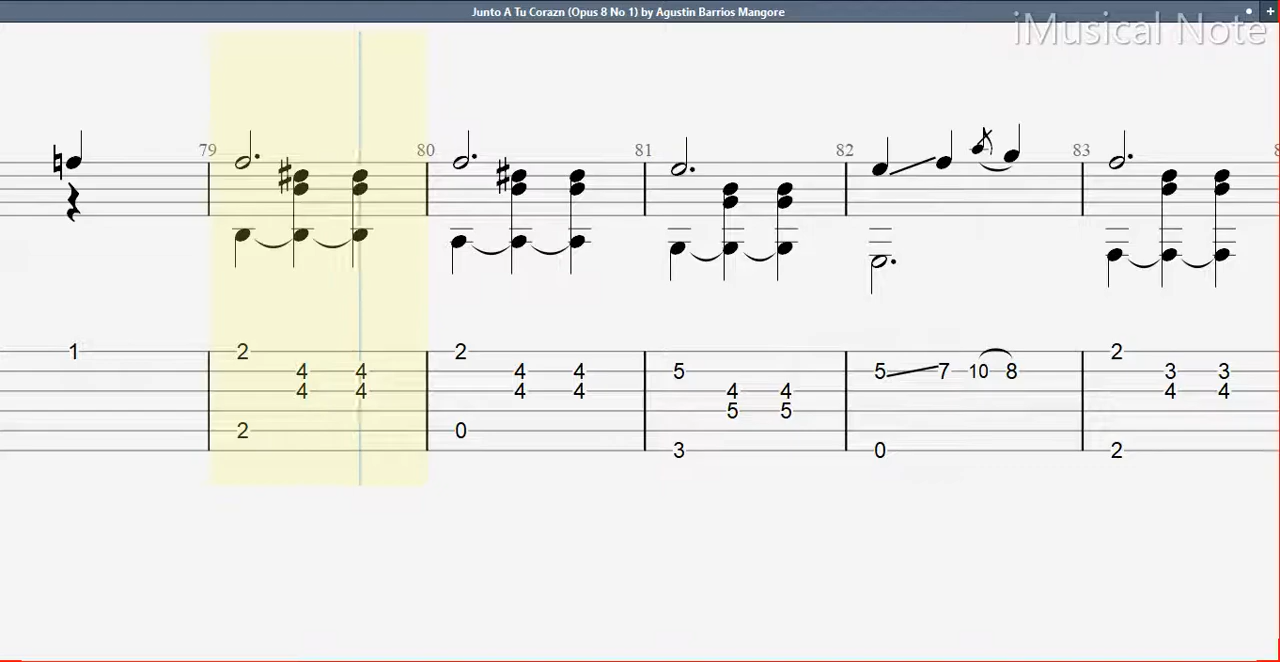 Junto A Tu Corazn (Opus 8 No 1) by Agustin Barrios Mangore
iMusical Note
79 80 81 82 83
1 2 2 2
4 4 4 4 5 5 7 10 8 3 3
4 4 4 4 4 4 4 4
5 5
2 0
3 0 2